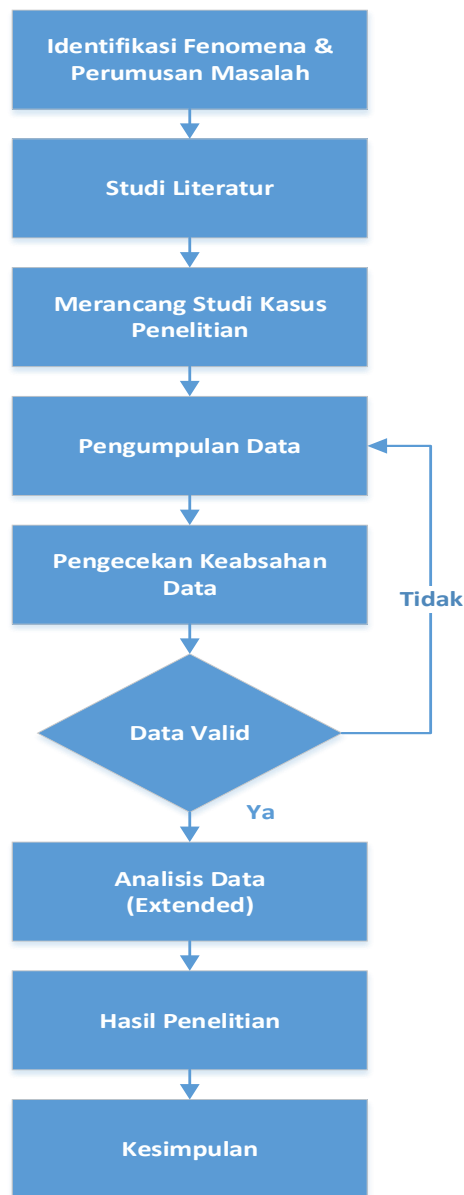 Identifikasi Fenomena &
Perumusan Masalah
Studi Literatur
Merancang Studi Kasus
Penelitian
Pengumpulan Data
Pengecekan Keabsahan
Data
Tidak
Data Valid
Ya
Analisis Data
(Extended)
Hasil Penelitian
Kesimpulan